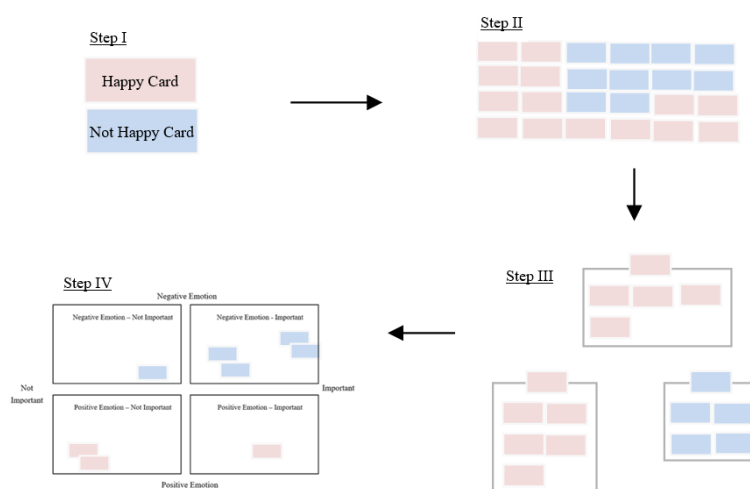 Step I
Happy Card
Not Happy Card
Step II
Step III
Step IV
Negative Emotion
Negative Emotion – Not Important
Negative Emotion - Important
Not
Important
Important
Positive Emotion – Not Important
Positive Emotion – Important
Positive Emotion